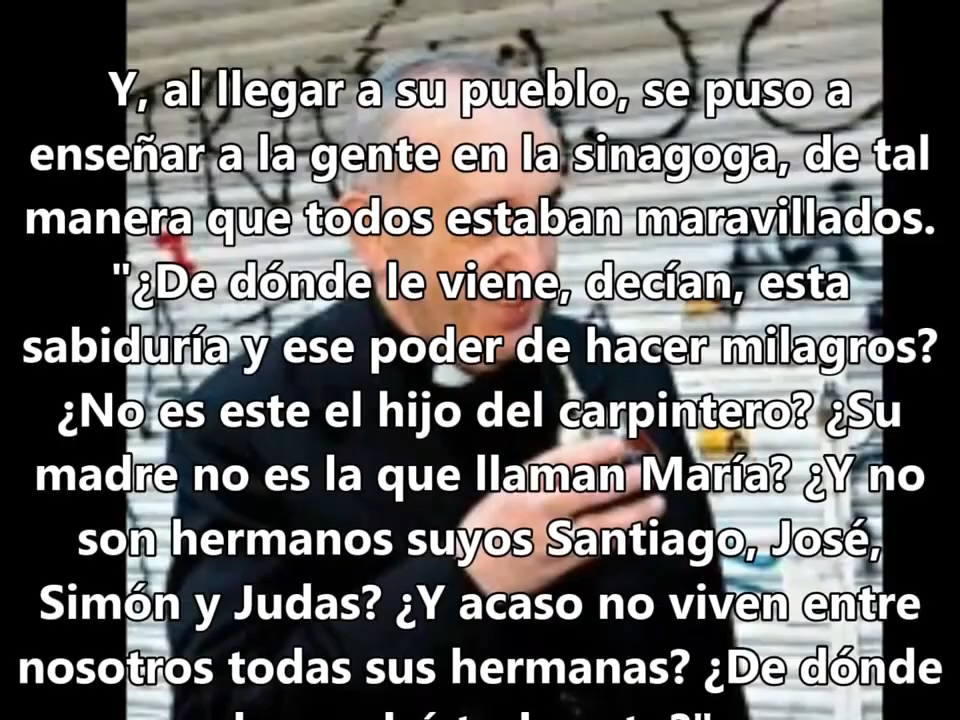 Y, al llegar a su pueblo, se puso a
enseñar a la gente en la sinagoga, de tal
manera que todos estaban maravillados.
"¿De dónde le viene, decían, esta
sabiduría y ese poder de hacer milagros?
¿No es este el hijo del carpintero? ¿Su
madre no es la que llaman María? ¿Y no
son hermanos suyos Santiago, José,
Simón y Judas? ¿Y acaso no viven entre
nosotros todas sus hermanas? ¿De dónde